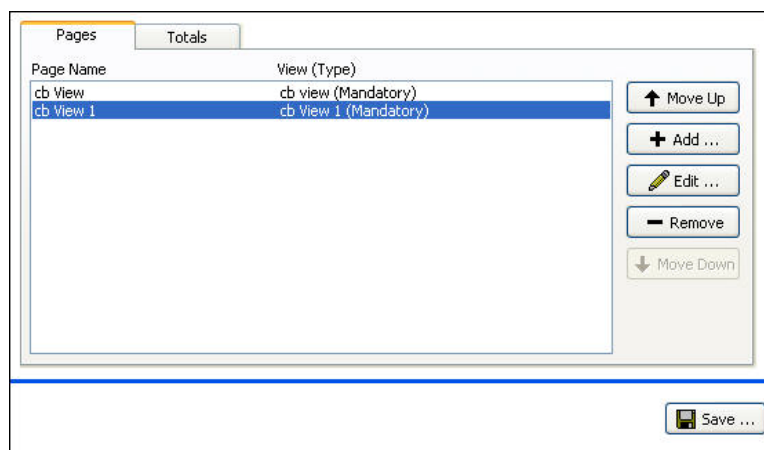 Pages Totals
Page Name View (Type)
cb View cb view (Mandatory)
cb View 1 cb View 1 (Mandatory)
Move Up
Add ...
Edit ...
Remove
Move Down
Save ...